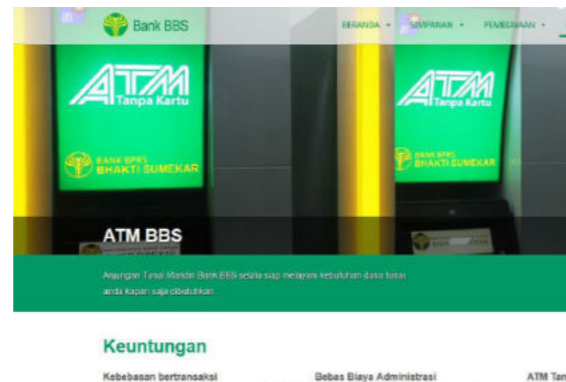 Bank BBS
BERANDA SIMPANAN PEMBIAYAAN
ATM
Tanpa Kartu
BANK BPRS
BHAKTI SUMEKAR
ATM
Tanpa Kartu
BANK BPRS
BHAKTI SUMEKAR
ATM BBS
Anjungan Tunai Mandiri Bank BBS selalu siap melayani kebutuhan dana tunai
anda kapan saja dibutuhkan
Keuntungan
Kebebasan bertransaksi Bebas Biaya Administrasi ATM Tan